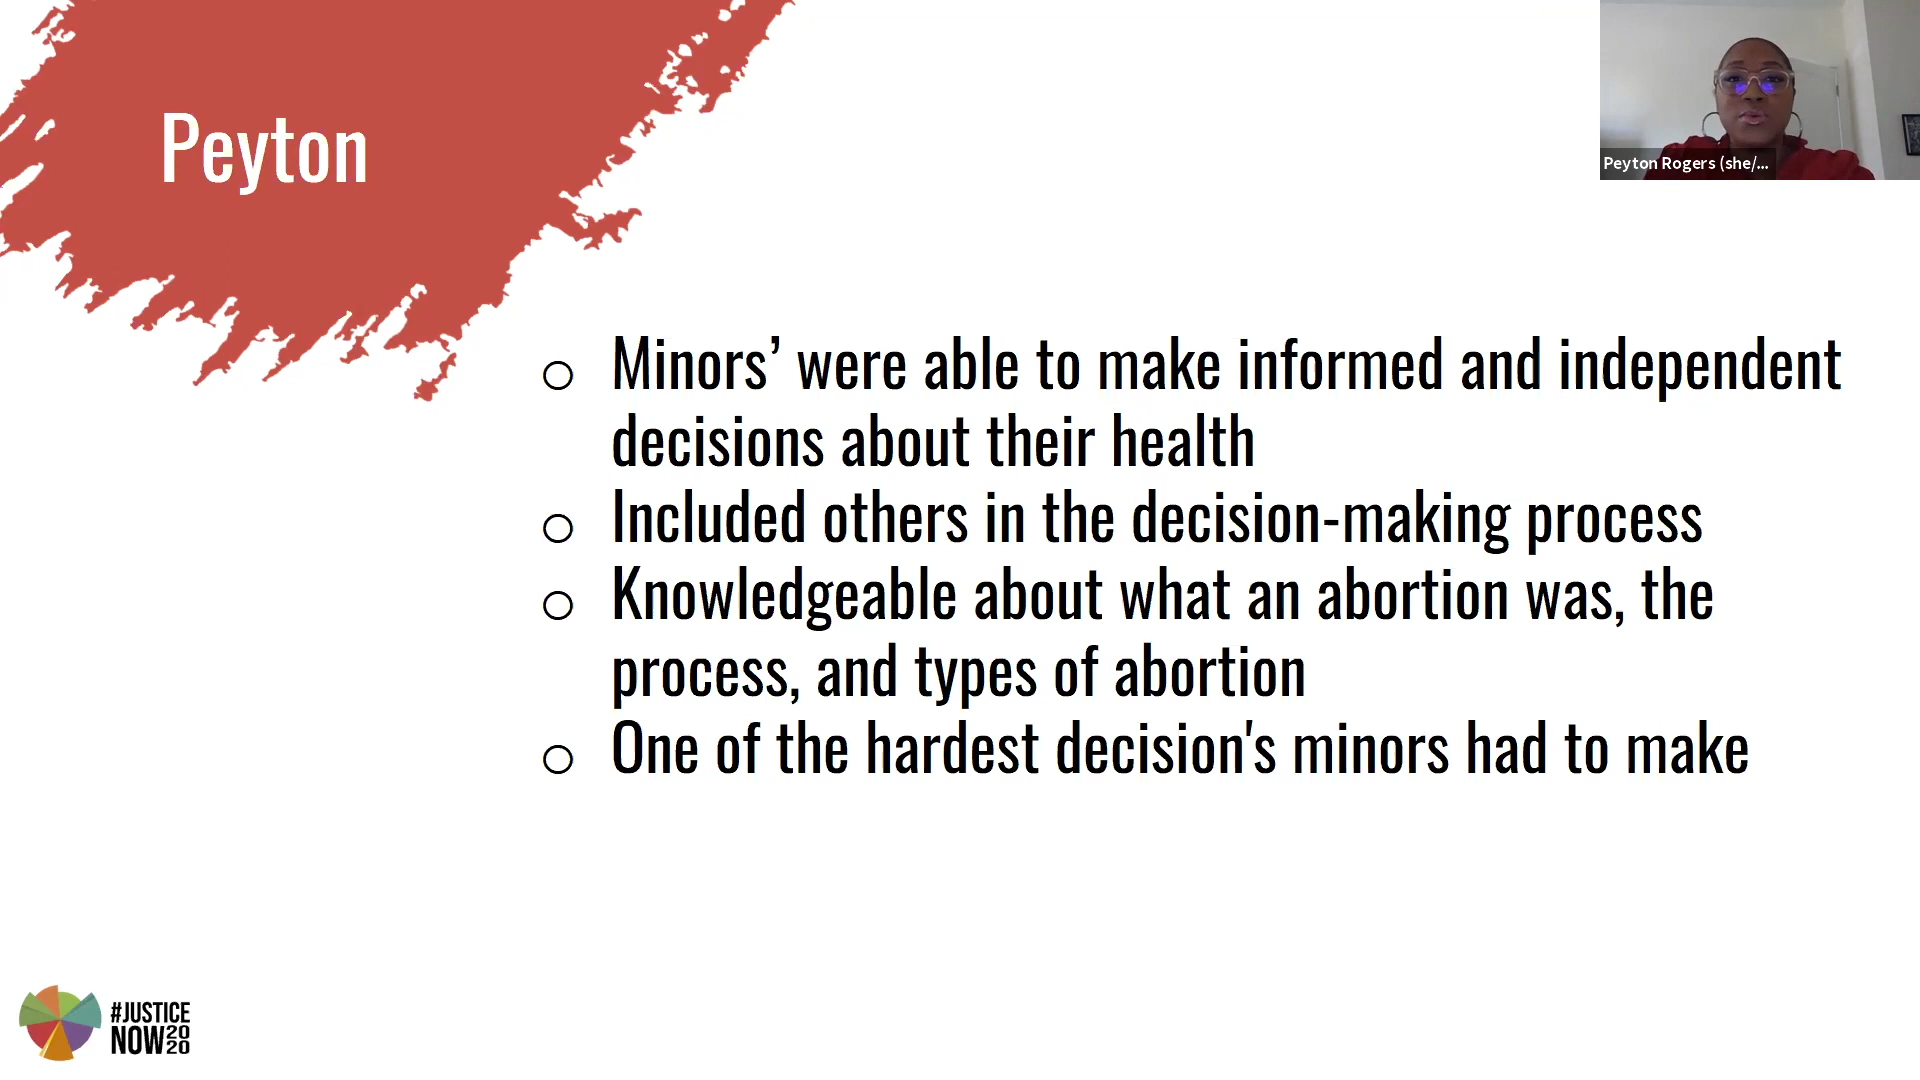 Peyton
Peyton Rogers (she/...
Minors’ were able to make informed and independent
decisions about their health
Included others in the decision-making process
Knowledgeable about what an abortion was, the
process, and types of abortion
One of the hardest decision's minors had to make
#JUSTICE
NOW 20
20